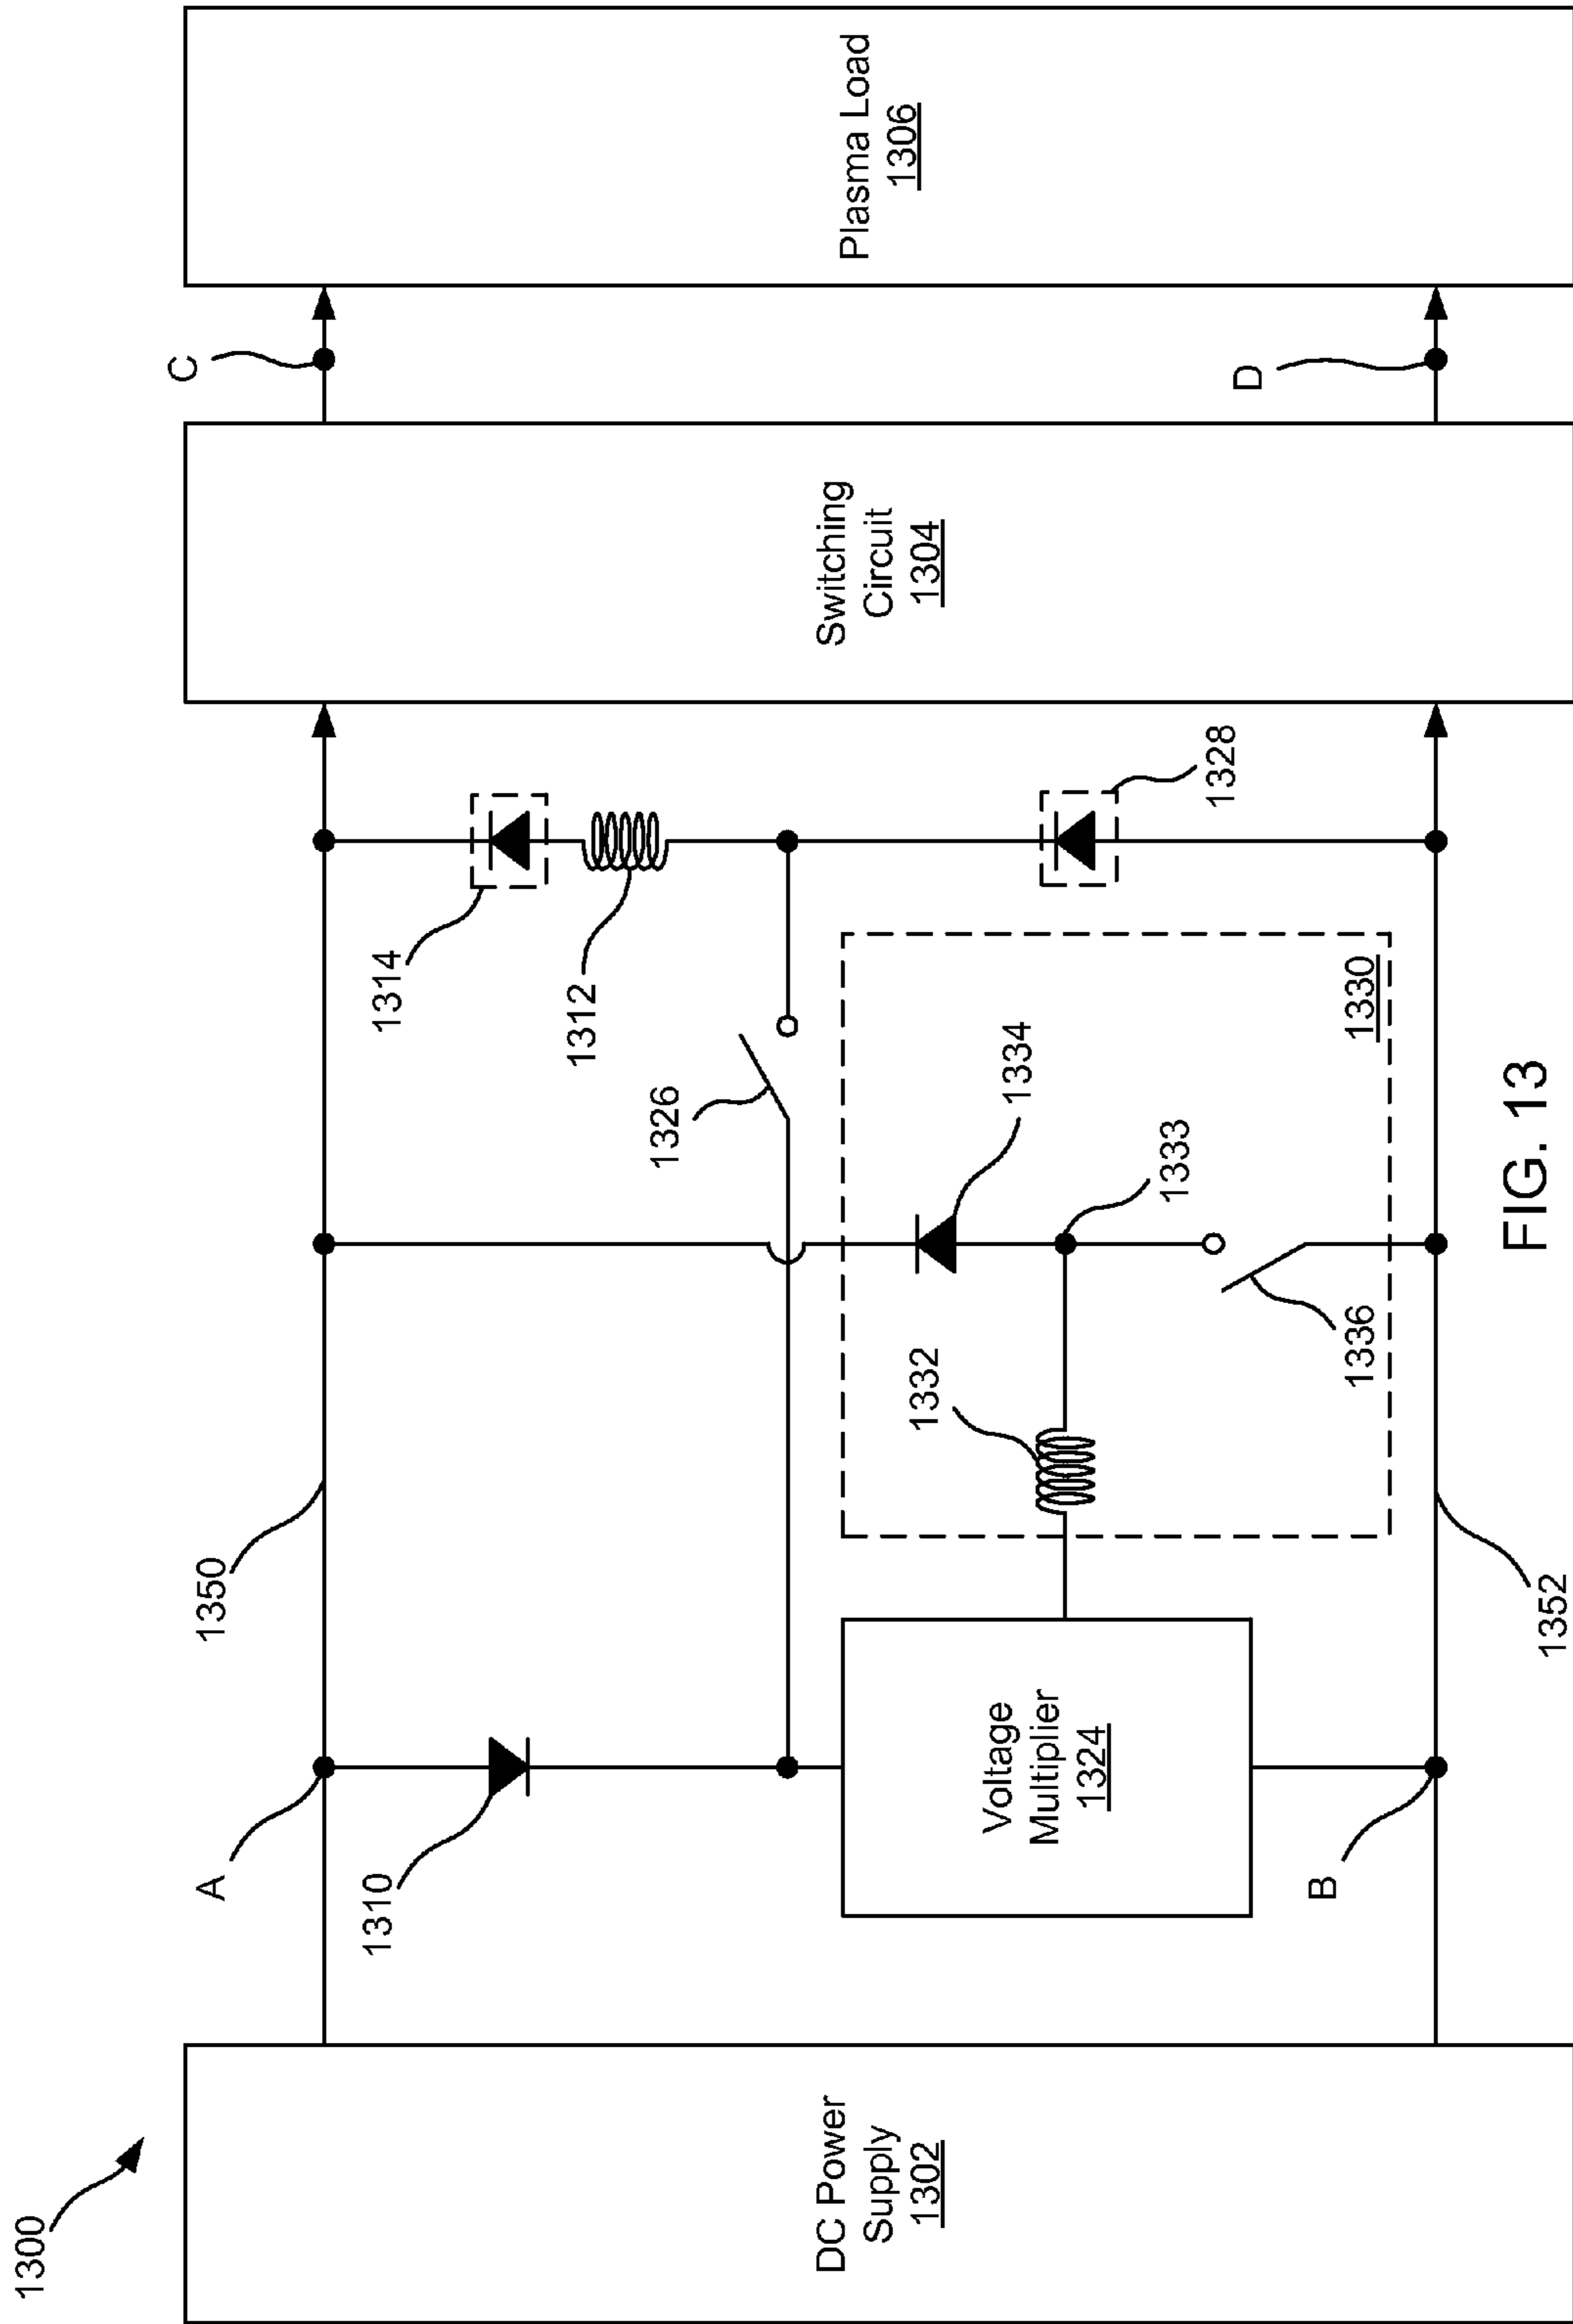 1300
DC Power
Supply
1302
A
1310
Voltage
Multiplier
1324
B
1350
1352
1332
1336
1333
1334
1326
1330
1314
1312
1328
Switching
Circuit
1304
C
D
Plasma Load
1306
FIG. 13